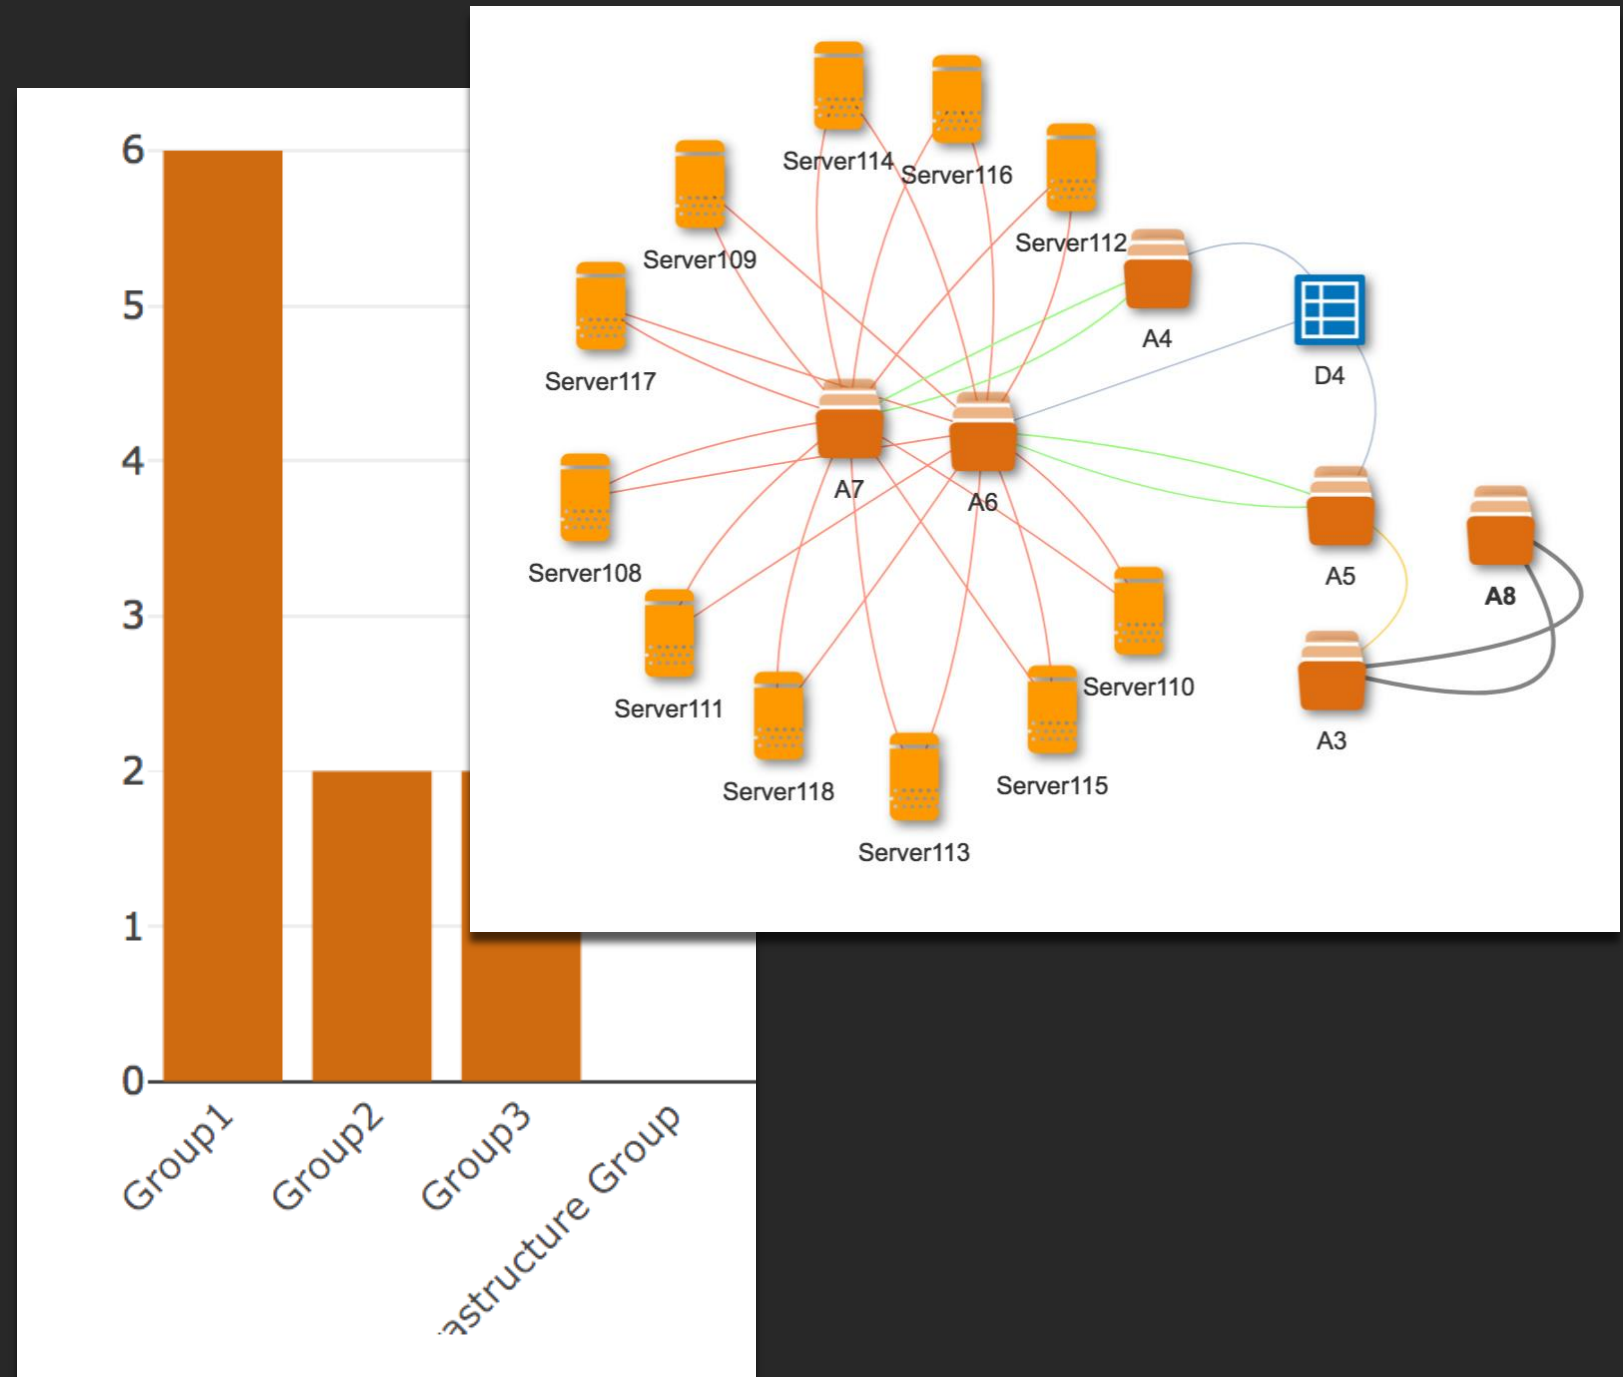 6
5
4
3
2
1
0
Group1
Group2
Group3
astructure Group
Server114
Server116
Server112
Server109
A4
D4
Server117
A7
A6
A5
A8
Server108
Server111
Server110
A3
Server118
Server115
Server113